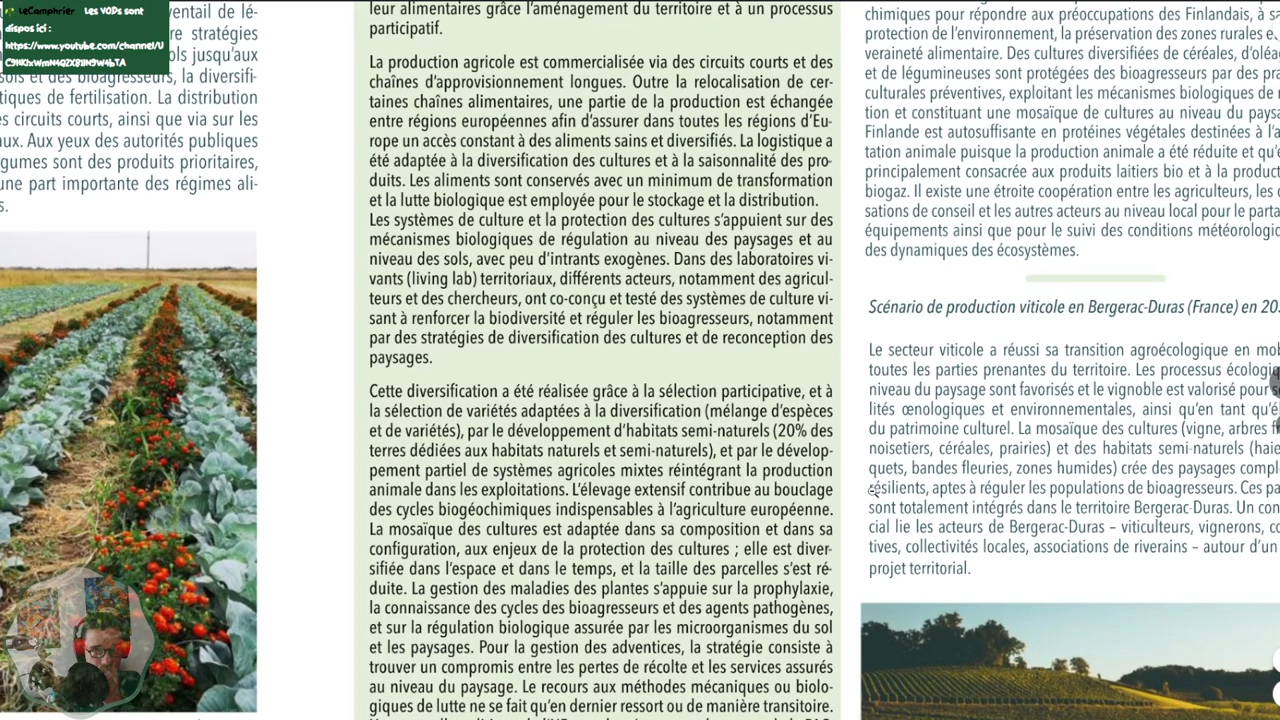 LeCamphrier Les VODs sont
dispos ici :
ventail de lé-
re stratégies
ols jusqu'aux
sols et des bioagresseurs, la diversifi-
tiques de fertilisation. La distribution
es circuits courts, ainsi que via sur les
aux. Aux yeux des autorités publiques
gumes sont des produits prioritaires,
une part importante des régimes ali-
s.
leur alimentaires grâce l'aménagement du territoire et à un processus
participatif.
La production agricole est commercialisée via des circuits courts et des
chaînes d'approvisionnement longues. Outre la relocalisation de cer-
taines chaînes alimentaires, une partie de la production est échangée
entre régions européennes afin d'assurer dans toutes les régions d'Eu-
rope un accès constant à des aliments sains et diversifiés. La logistique a
été adaptée à la diversification des cultures et à la saisonnalité des pro-
duits. Les aliments sont conservés avec un minimum de transformation
et la lutte biologique est employée pour le stockage et la distribution.
Les systèmes de culture et la protection des cultures s'appuient sur des
mécanismes biologiques de régulation au niveau des paysages et au
niveau des sols, avec peu d'intrants exogènes. Dans des laboratoires vi-
vants (living lab) territoriaux, différents acteurs, notamment des agricul-
teurs et des chercheurs, ont co-conçu et testé des systèmes de culture vi-
sant à renforcer la biodiversité et réguler les bioagresseurs, notamment
par des stratégies de diversification des cultures et de reconception des
paysages.
Cette diversification a été réalisée grâce à la sélection participative, et à
la sélection de variétés adaptées à la diversification (mélange d'espèces
et de variétés), par le développement d'habitats semi-naturels (20% des
terres dédiées aux habitats naturels et semi-naturels), et par le dévelop-
pement partiel de systèmes agricoles mixtes réintégrant la production
animale dans les exploitations. L'élevage extensif contribue au bouclage
des cycles biogéochimiques indispensables à l'agriculture européenne.
La mosaïque des cultures est adaptée dans sa composition et dans sa
configuration, aux enjeux de la protection des cultures ; elle est diver-
sifiée dans l'espace et dans le temps, et la taille des parcelles s'est ré-
duite. La gestion des maladies des plantes s'appuie sur la prophylaxie,
la connaissance des cycles des bioagresseurs et des agents pathogènes,
et sur la régulation biologique assurée par les microorganismes du sol
et les paysages. Pour la gestion des adventices, la stratégie consiste à
trouver un compromis entre les pertes de récolte et les services assurés
au niveau du paysage. Le recours aux méthodes mécaniques ou biolo-
giques de lutte ne se fait qu'en dernier ressort ou de manière transitoire.
chimiques pour répondre aux préoccupations des Finlandais, à sa
protection de l'environnement, la préservation des zones rurales e
veraineté alimentaire. Des cultures diversifiées de céréales, d'oléa
et de légumineuses sont protégées des bioagresseurs par des pra
culturales préventives, exploitant les mécanismes biologiques de r
tion et constituant une mosaïque de cultures au niveau du paysa
Finlande est autosuffisante en protéines végétales destinées à l'a
tation animale puisque la production animale a été réduite et qu'e
principalement consacrée aux produits laitiers bio et à la product
biogaz. Il existe une étroite coopération entre les agriculteurs, les o
sations de conseil et les autres acteurs au niveau local pour le parta
équipements ainsi que pour le suivi des conditions météorologi
des dynamiques des écosystèmes.
Scénario de production viticole en Bergerac-Duras (France) en 20
Le secteur viticole a réussi sa transition agroécologique en mob
toutes les parties prenantes du territoire. Les processus écologi
niveau du paysage sont favorisés et le vignoble est valorisé pour s
lités œnologiques et environnementales, ainsi qu'en tant qu'é
du patrimoine culturel. La mosaïque des cultures (vigne, arbres f
noisetiers, céréales, prairies) et des habitats semi-naturels (haie
quets, bandes fleuries, zones humides) crée des paysages compl
résilients, aptes à réguler les populations de bioagresseurs. Ces pa
sont totalement intégrés dans le territoire Bergerac-Duras. Un con
cial lie les acteurs de Bergerac-Duras – viticulteurs, vignerons, co
tives, collectivités locales, associations de riverains – autour d'un
projet territorial.